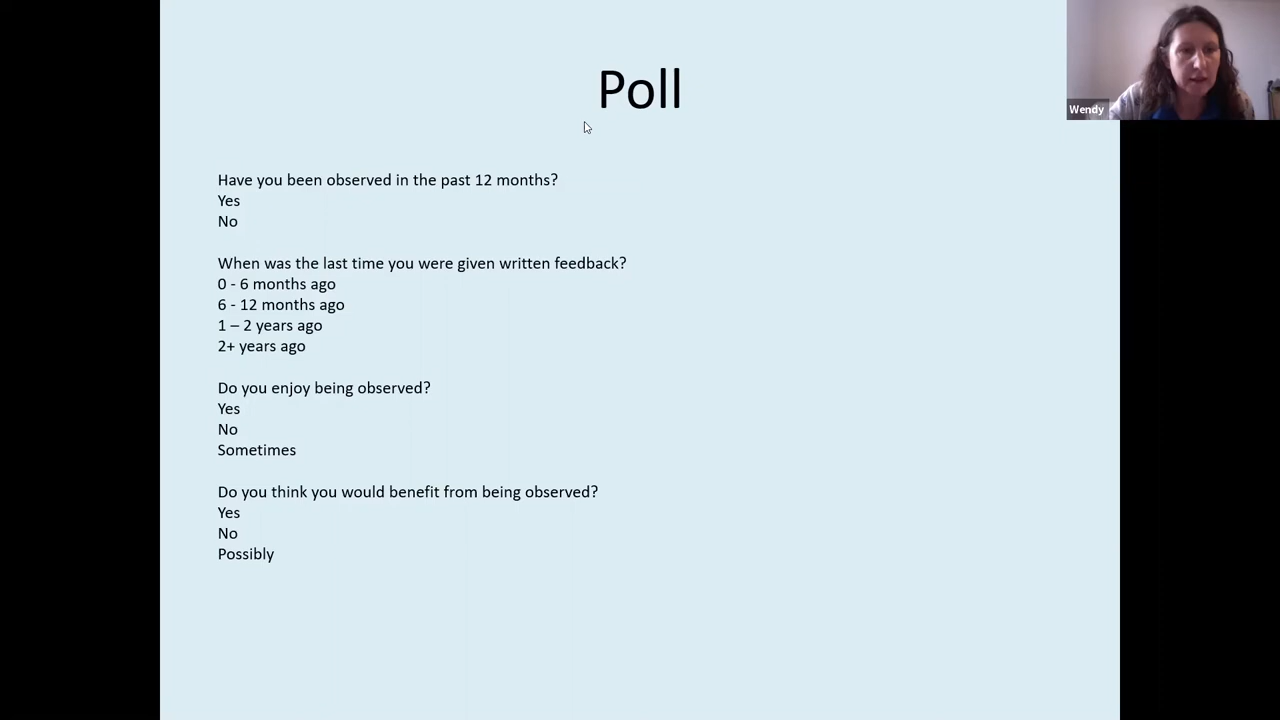 Poll
Wendy
Have you been observed in the past 12 months?
Yes
No
When was the last time you were given written feedback?
0 - 6 months ago
6 - 12 months ago
1 – 2 years ago
2+ years ago
Do you enjoy being observed?
Yes
No
Sometimes
Do you think you would benefit from being observed?
Yes
No
Possibly